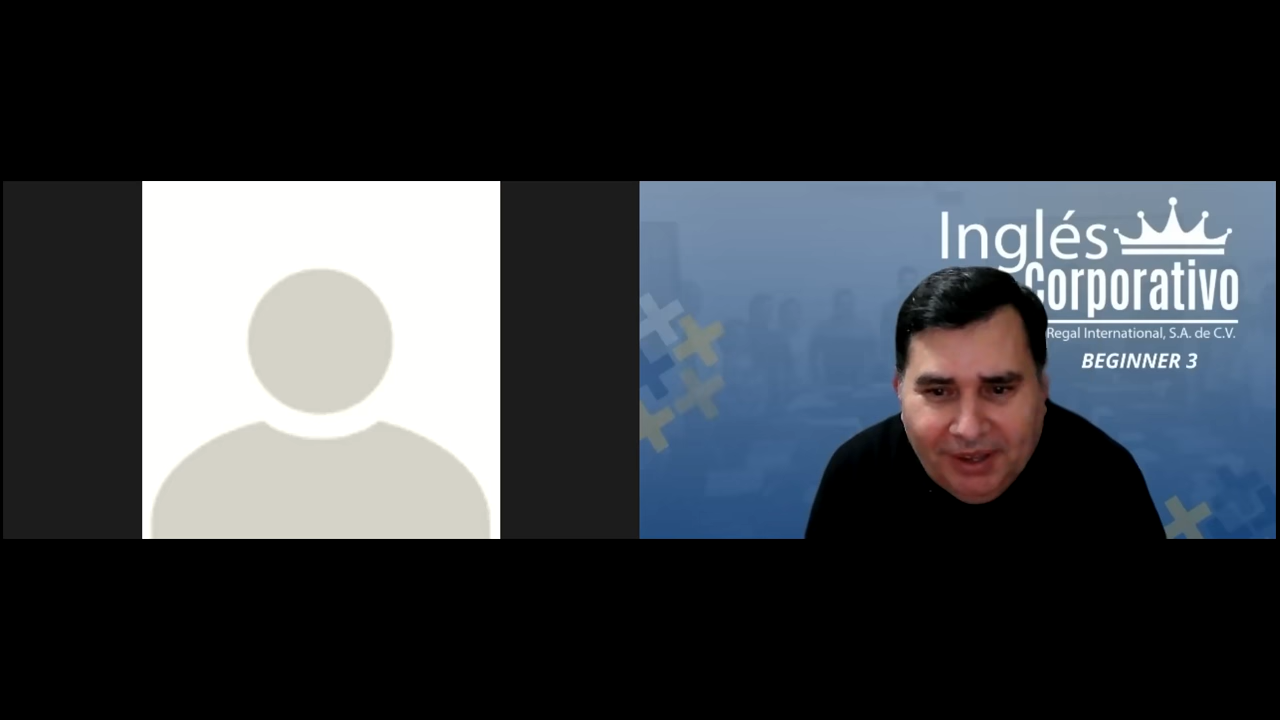 Inglés
Corporativo
Regal International, S.A. de C.V.
BEGINNER 3